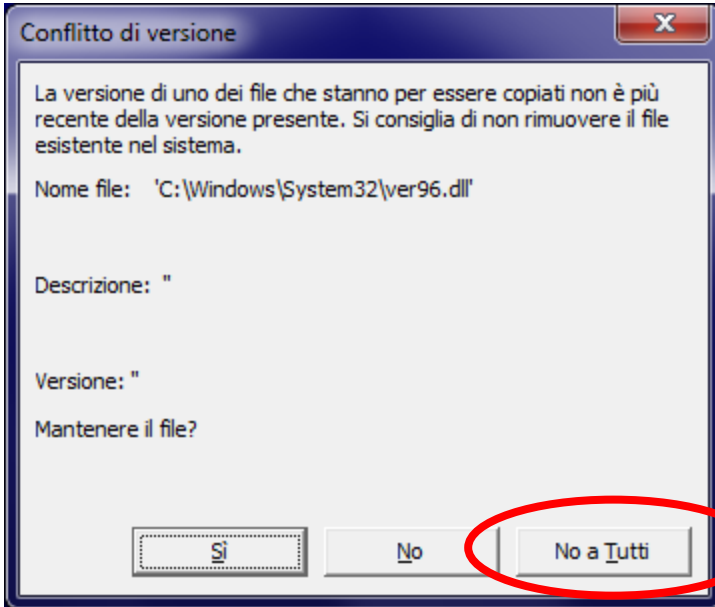 Conflitto di versione
La versione di uno dei file che stanno per essere copiati non è più
recente della versione presente. Si consiglia di non rimuovere il file
esistente nel sistema.
Nome file: 'C:\Windows\System32\ver96.dll'
Descrizione: ''
Versione: ''
Mantenere il file?
Sì No No a Tutti